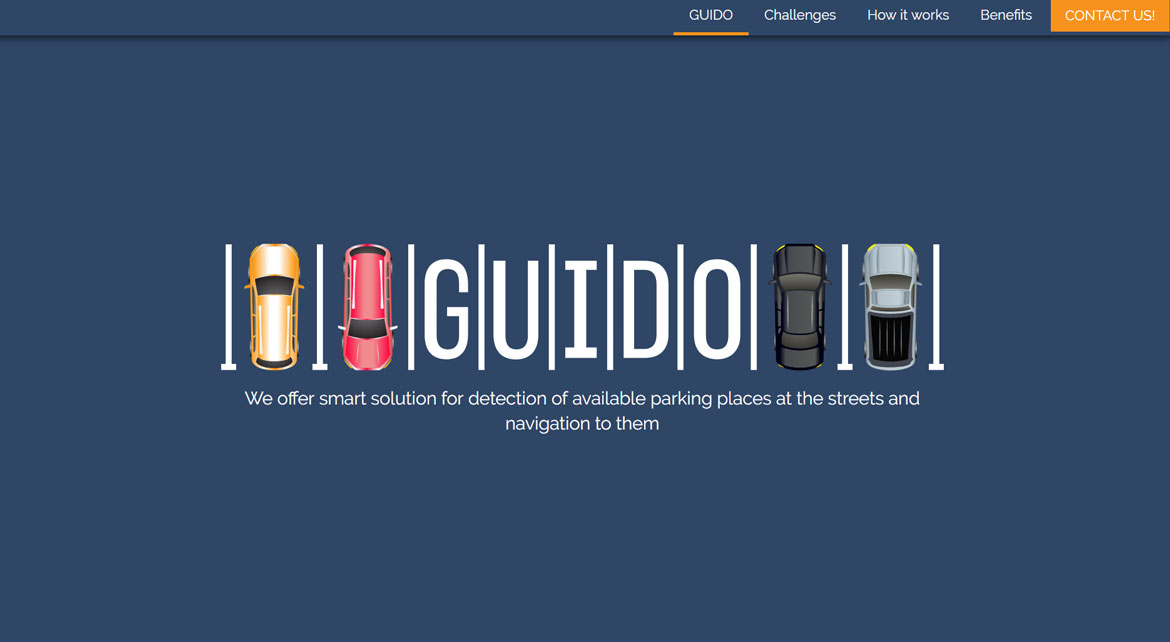 GUIDO Challenges How it works Benefits CONTACT US!
GUIDO
We offer smart solution for detection of available parking places at the streets and
navigation to them